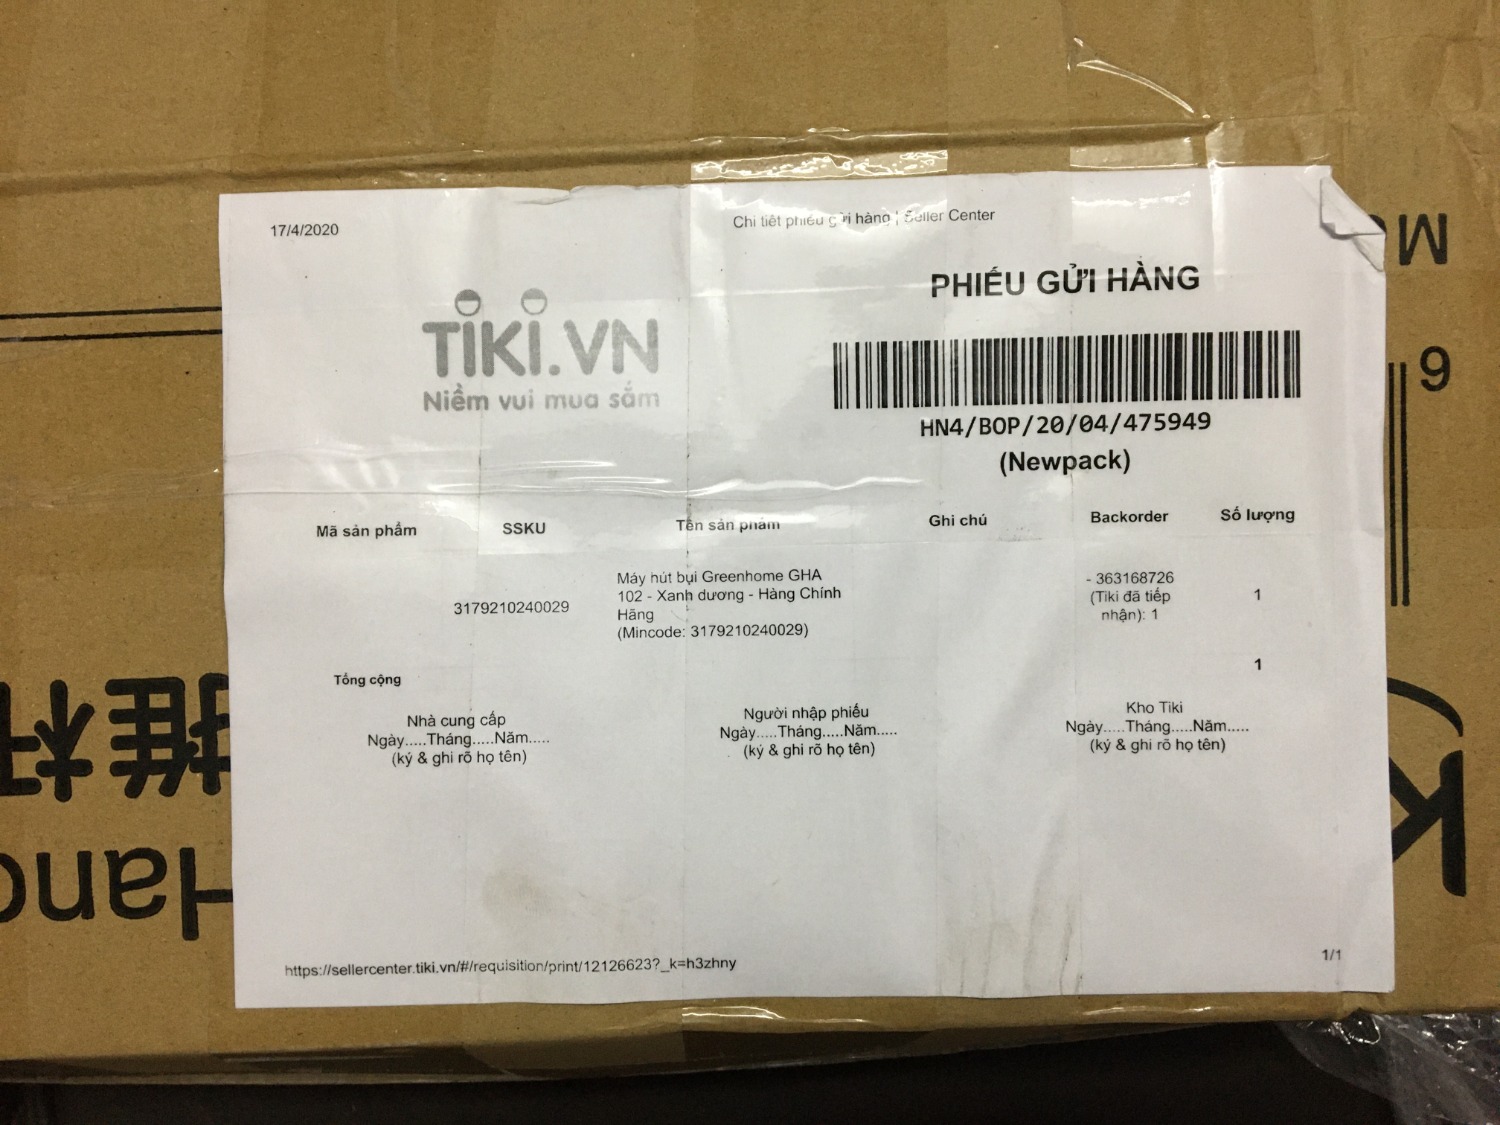 17/4/2020
Chi tiết phiếu gửi hàng | Seller Center
TIKI.VN
Niềm vui mua sắm
PHIẾU GỬI HÀNG
HN4/BOP/20/04/475949
(Newpack)
Mã sản phẩm SSKU Tên sản phẩm Ghi chú Backorder Số lượng
3179210240029
Máy hút bụi Greenhome GHA
102 - Xanh dương - Hàng Chính
Hãng
(Mincode: 3179210240029)
- 363168726
(Tiki đã tiếp
nhận): 1
1
Tổng cộng 1
Nhà cung cấp
Ngày.....Tháng.....Năm.....
(ký & ghi rõ họ tên)
Người nhập phiếu
Ngày.....Tháng.....Năm.....
(ký & ghi rõ họ tên)
Kho Tiki
Ngày.....Tháng.....Năm.....
(ký & ghi rõ họ tên)
https://sellercenter.tiki.vn/#/requisition/print/12126623?_k=h3zhny
1/1